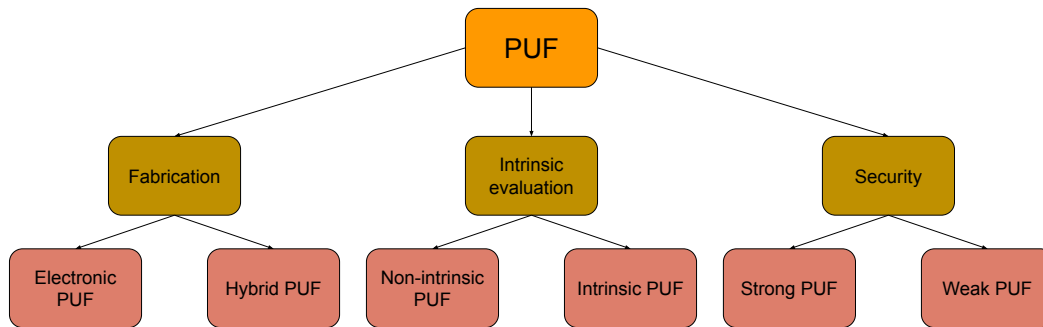 PUF
Fabrication
Intrinsic
evaluation
Security
Electronic
PUF
Hybrid PUF
Non-intrinsic
PUF
Intrinsic PUF
Strong PUF
Weak PUF